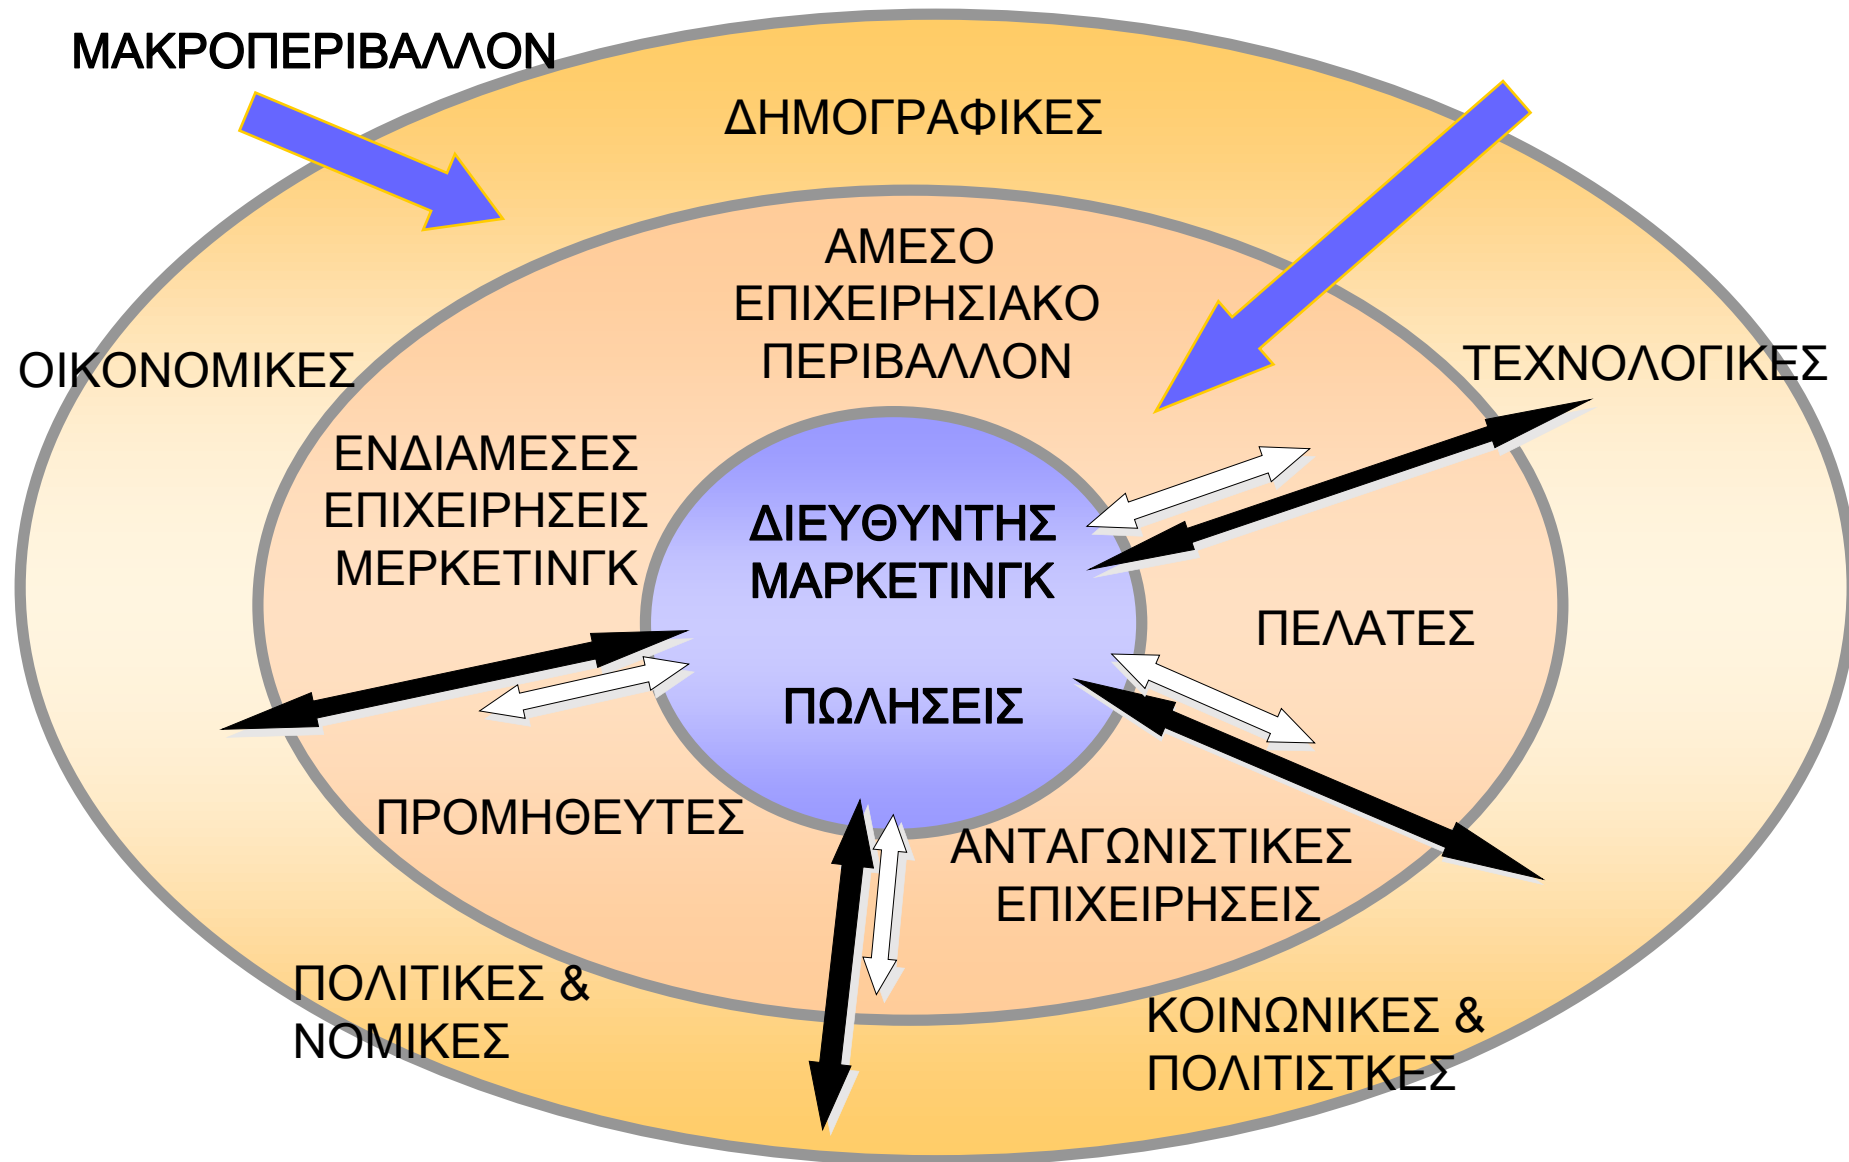 ΜΑΚΡΟΠΕΡΙΒΑΛΛΟΝ
ΔΗΜΟΓΡΑΦΙΚΕΣ
ΑΜΕΣΟ
ΕΠΙΧΕΙΡΗΣΙΑΚΟ
ΠΕΡΙΒΑΛΛΟΝ
ΟΙΚΟΝΟΜΙΚΕΣ
ΤΕΧΝΟΛΟΓΙΚΕΣ
ΕΝΔΙΑΜΕΣΕΣ
ΕΠΙΧΕΙΡΗΣΕΙΣ
ΜΕΡΚΕΤΙΝΓΚ
ΔΙΕΥΘΥΝΤΗΣ
ΜΑΡΚΕΤΙΝΓΚ
ΠΩΛΗΣΕΙΣ
ΠΕΛΑΤΕΣ
ΠΡΟΜΗΘΕΥΤΕΣ
ΑΝΤΑΓΩΝΙΣΤΙΚΕΣ
ΕΠΙΧΕΙΡΗΣΕΙΣ
ΠΟΛΙΤΙΚΕΣ &
ΝΟΜΙΚΕΣ
ΚΟΙΝΩΝΙΚΕΣ &
ΠΟΛΙΤΙΣΤΚΕΣ